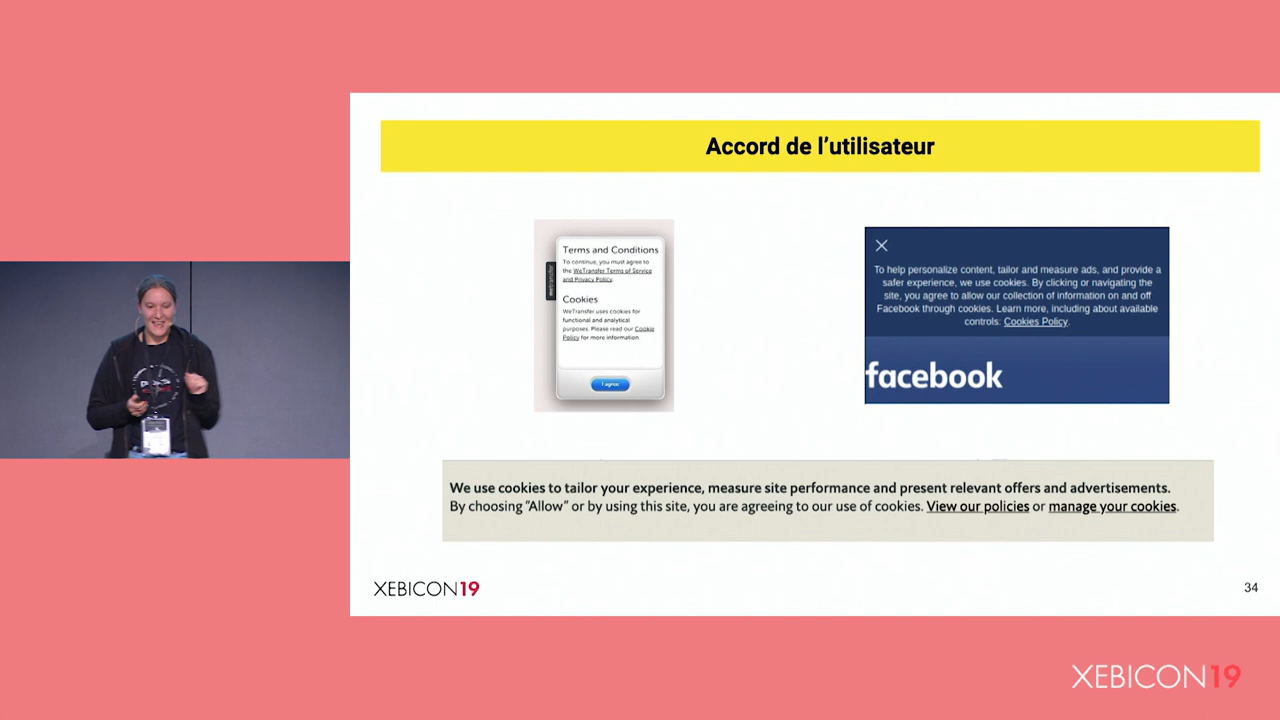 Accord de l’utilisateur
Terms and Conditions
To continue, you must agree to
the WeTransfer Terms of Service
and Privacy Policy.
Cookies
WeTransfer uses cookies for
functional and analytical
purposes. Please read our Cookie
Policy for more information.
I agree
To help personalize content, tailor and measure ads, and provide a
safer experience, we use cookies. By clicking or navigating the
site, you agree to allow our collection of information on and off
Facebook through cookies. Learn more, including about available
controls: Cookies Policy.
facebook
We use cookies to tailor your experience, measure site performance and present relevant offers and advertisements.
By choosing “Allow” or by using this site, you are agreeing to our use of cookies. View our policies or manage your cookies.
XEBICON19
34
XEBICON19